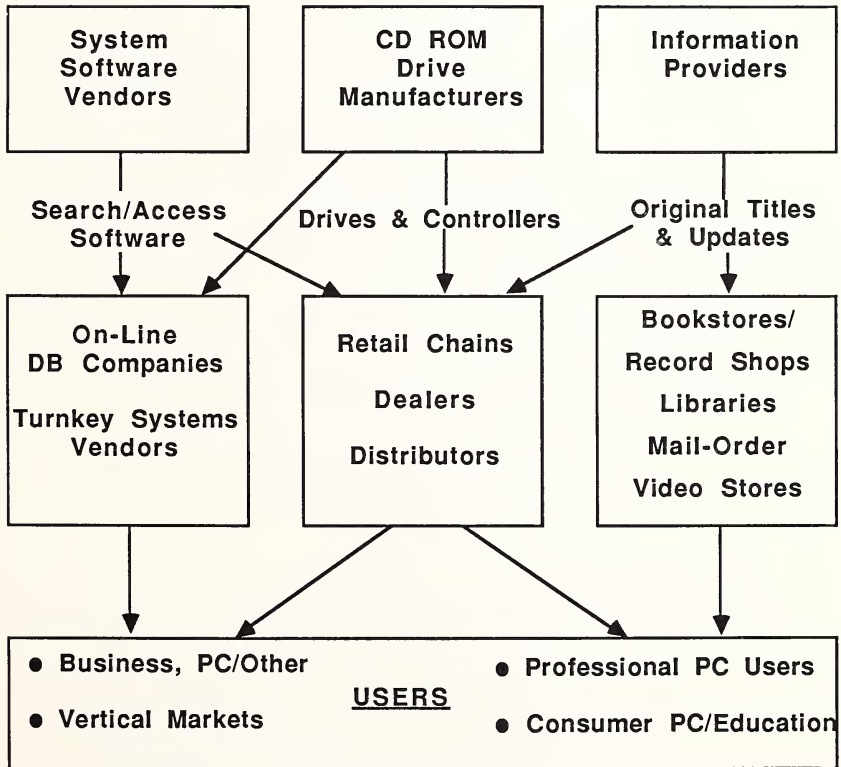 System
Software
Vendors
CD ROM
Drive
Manufacturers
Information
Providers
Search/Access
Software
Drives & Controllers
Original Titles
& Updates
On-Line
DB Companies
Turnkey Systems
Vendors
Retail Chains
Dealers
Distributors
Bookstores/
Record Shops
Libraries
Mail-Order
Video Stores
● Business, PC/Other
● Vertical Markets
USERS
● Professional PC Users
● Consumer PC/Education